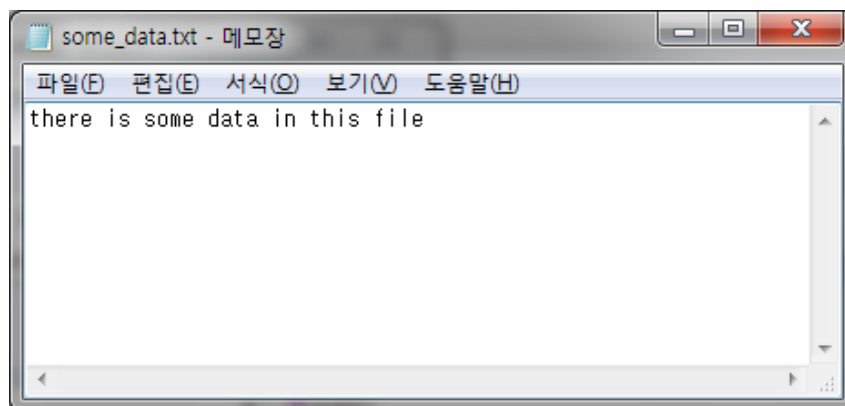 some_data.txt - 메모장
파일(F) 편집(E) 서식(O) 보기(V) 도움말(H)
there is some data in this file